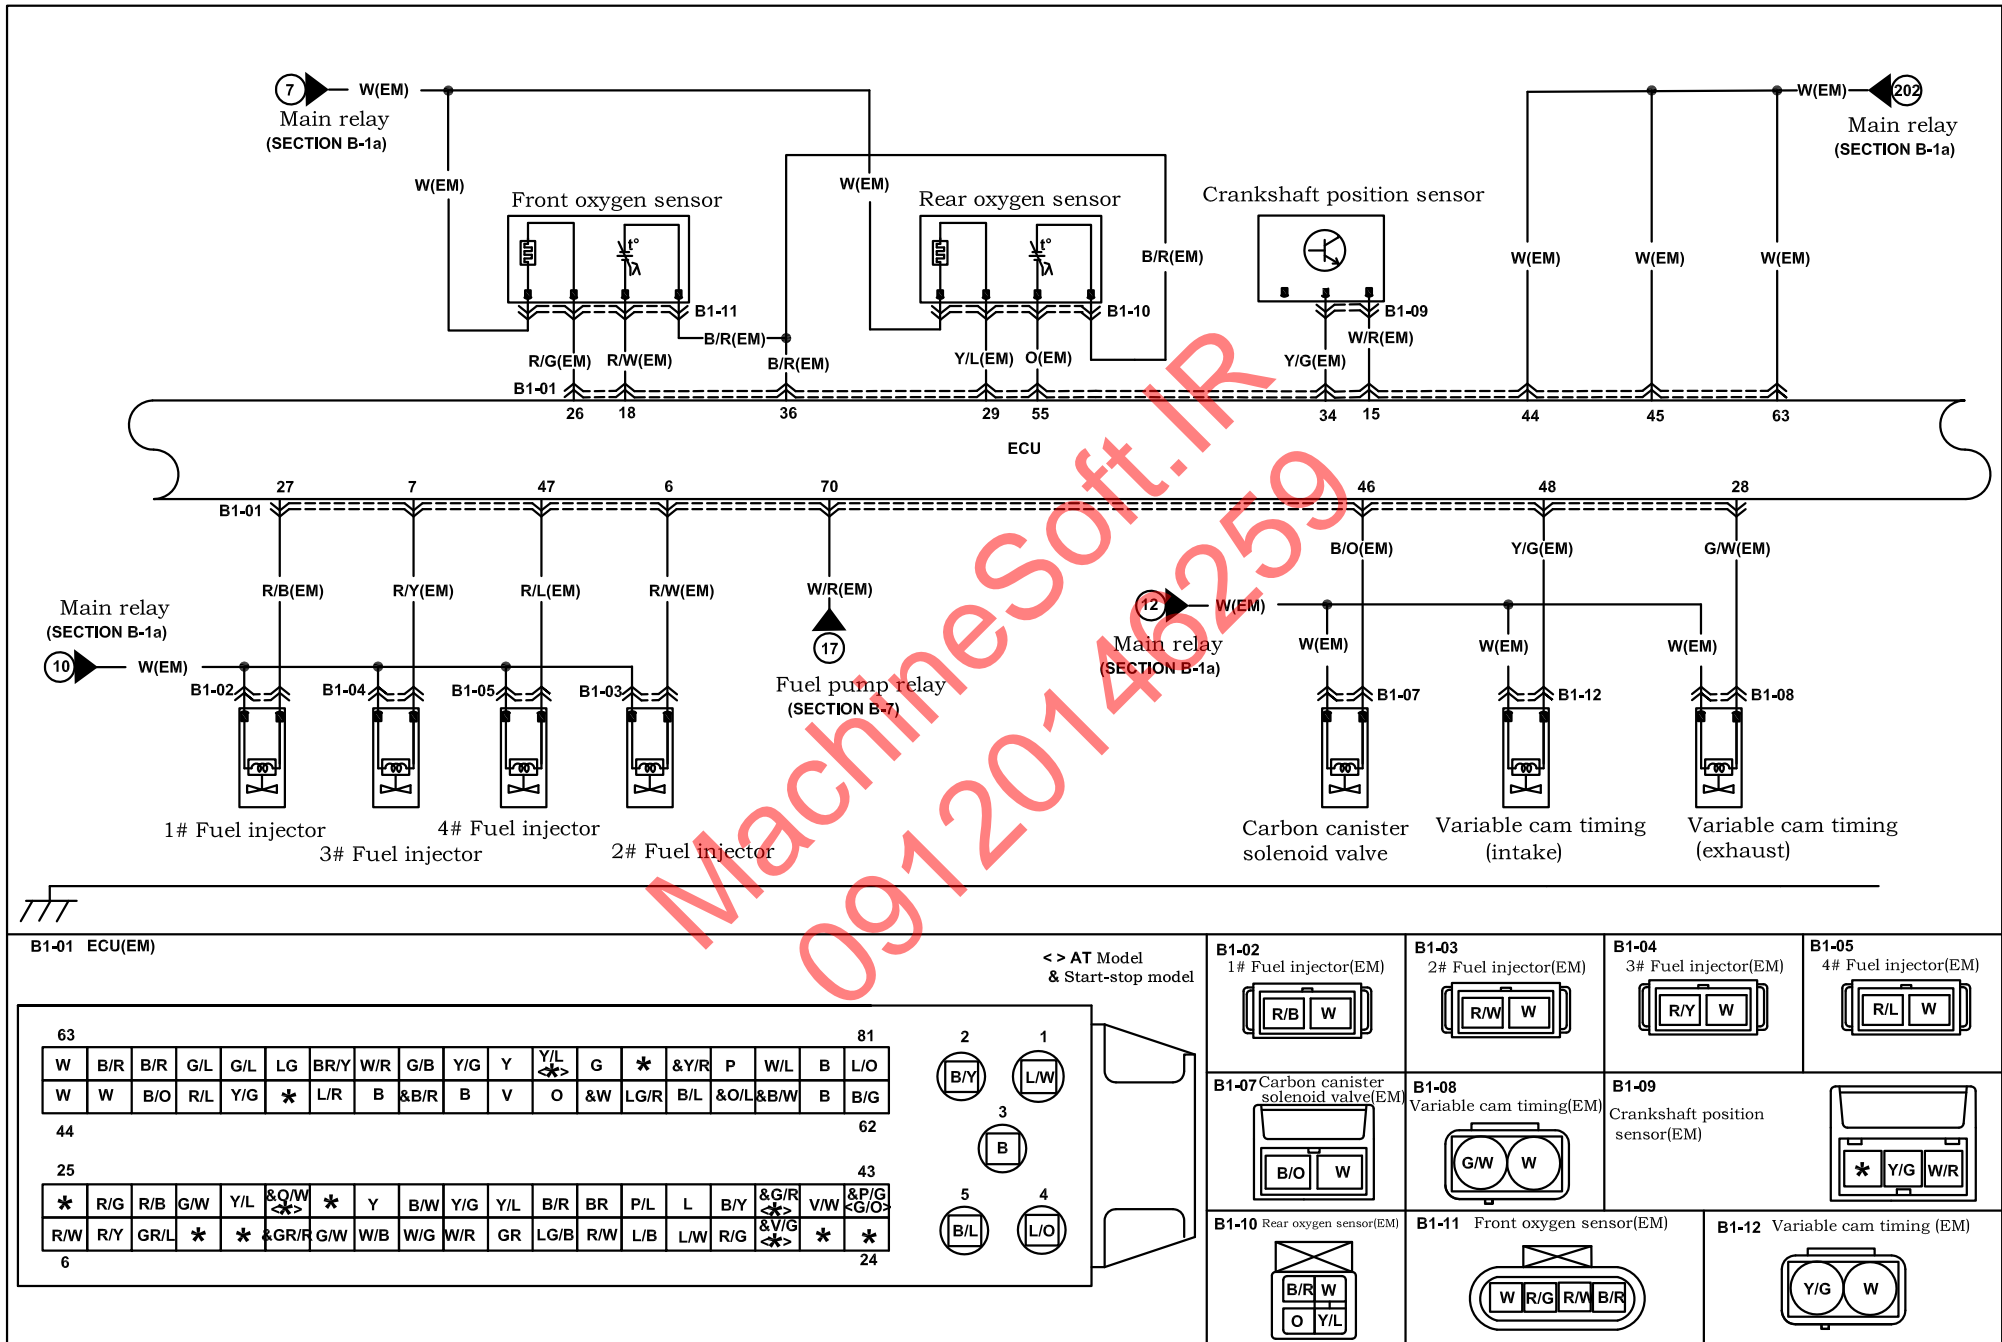 7 W(EM)
Main relay
(SECTION B-1a)
W(EM) 202
Main relay
(SECTION B-1a)
W(EM)
W(EM)
Front oxygen sensor
Rear oxygen sensor
Crankshaft position sensor
t°
λ
t°
λ
B/R(EM)
W(EM)
W(EM)
W(EM)
B1-11
B1-10
B1-09
B/R(EM)
W/R(EM)
R/G(EM)
R/W(EM)
B/R(EM)
Y/L(EM)
O(EM)
Y/G(EM)
B1-01
26 18 36 29 55 34 15 44 45 63
ECU
27 7 47 6 70 46 48 28
B1-01
B/O(EM)
Y/G(EM)
G/W(EM)
R/B(EM)
R/Y(EM)
R/L(EM)
R/W(EM)
W/R(EM)
Main relay
(SECTION B-1a)
10 W(EM)
17
Fuel pump relay
(SECTION B-7)
12 W(EM)
Main relay
(SECTION B-1a)
W(EM)
W(EM)
W(EM)
B1-02
B1-04
B1-05
B1-03
B1-07
B1-12
B1-08
1# Fuel injector
3# Fuel injector
4# Fuel injector
2# Fuel injector
Carbon canister
solenoid valve
Variable cam timing
(intake)
Variable cam timing
(exhaust)
MachineSoft.IR
09120146259
B1-01 ECU(EM)
< > AT Model
& Start-stop model
63 81
W B/R B/R G/L G/L LG BR/Y W/R G/B Y/G Y Y/L <*> G * &Y/R P W/L B L/O
W W B/O R/L Y/G * L/R B &B/R B V O &W LG/R B/L &O/L &B/W B B/G
44 62
25 43
* R/G R/B G/W Y/L &O/W <*> * Y B/W Y/G Y/L B/R BR P/L L B/Y &G/R <*> V/W &P/G <G/O>
R/W R/Y GR/L * * &GR/R G/W W/B W/G W/R GR LG/B R/W L/B L/W R/G &V/G <*> * *
6 24
2 1
B/Y L/W
3
B
5 4
B/L L/O
B1-02
1# Fuel injector(EM)
R/B W
B1-03
2# Fuel injector(EM)
R/W W
B1-04
3# Fuel injector(EM)
R/Y W
B1-05
4# Fuel injector(EM)
R/L W
B1-07 Carbon canister
solenoid valve(EM)
B/O W
B1-08
Variable cam timing(EM)
G/W W
B1-09
Crankshaft position
sensor(EM)
* Y/G W/R
B1-10 Rear oxygen sensor(EM)
B/R W
O Y/L
B1-11 Front oxygen sensor(EM)
W R/G R/W B/R
B1-12 Variable cam timing (EM)
Y/G W